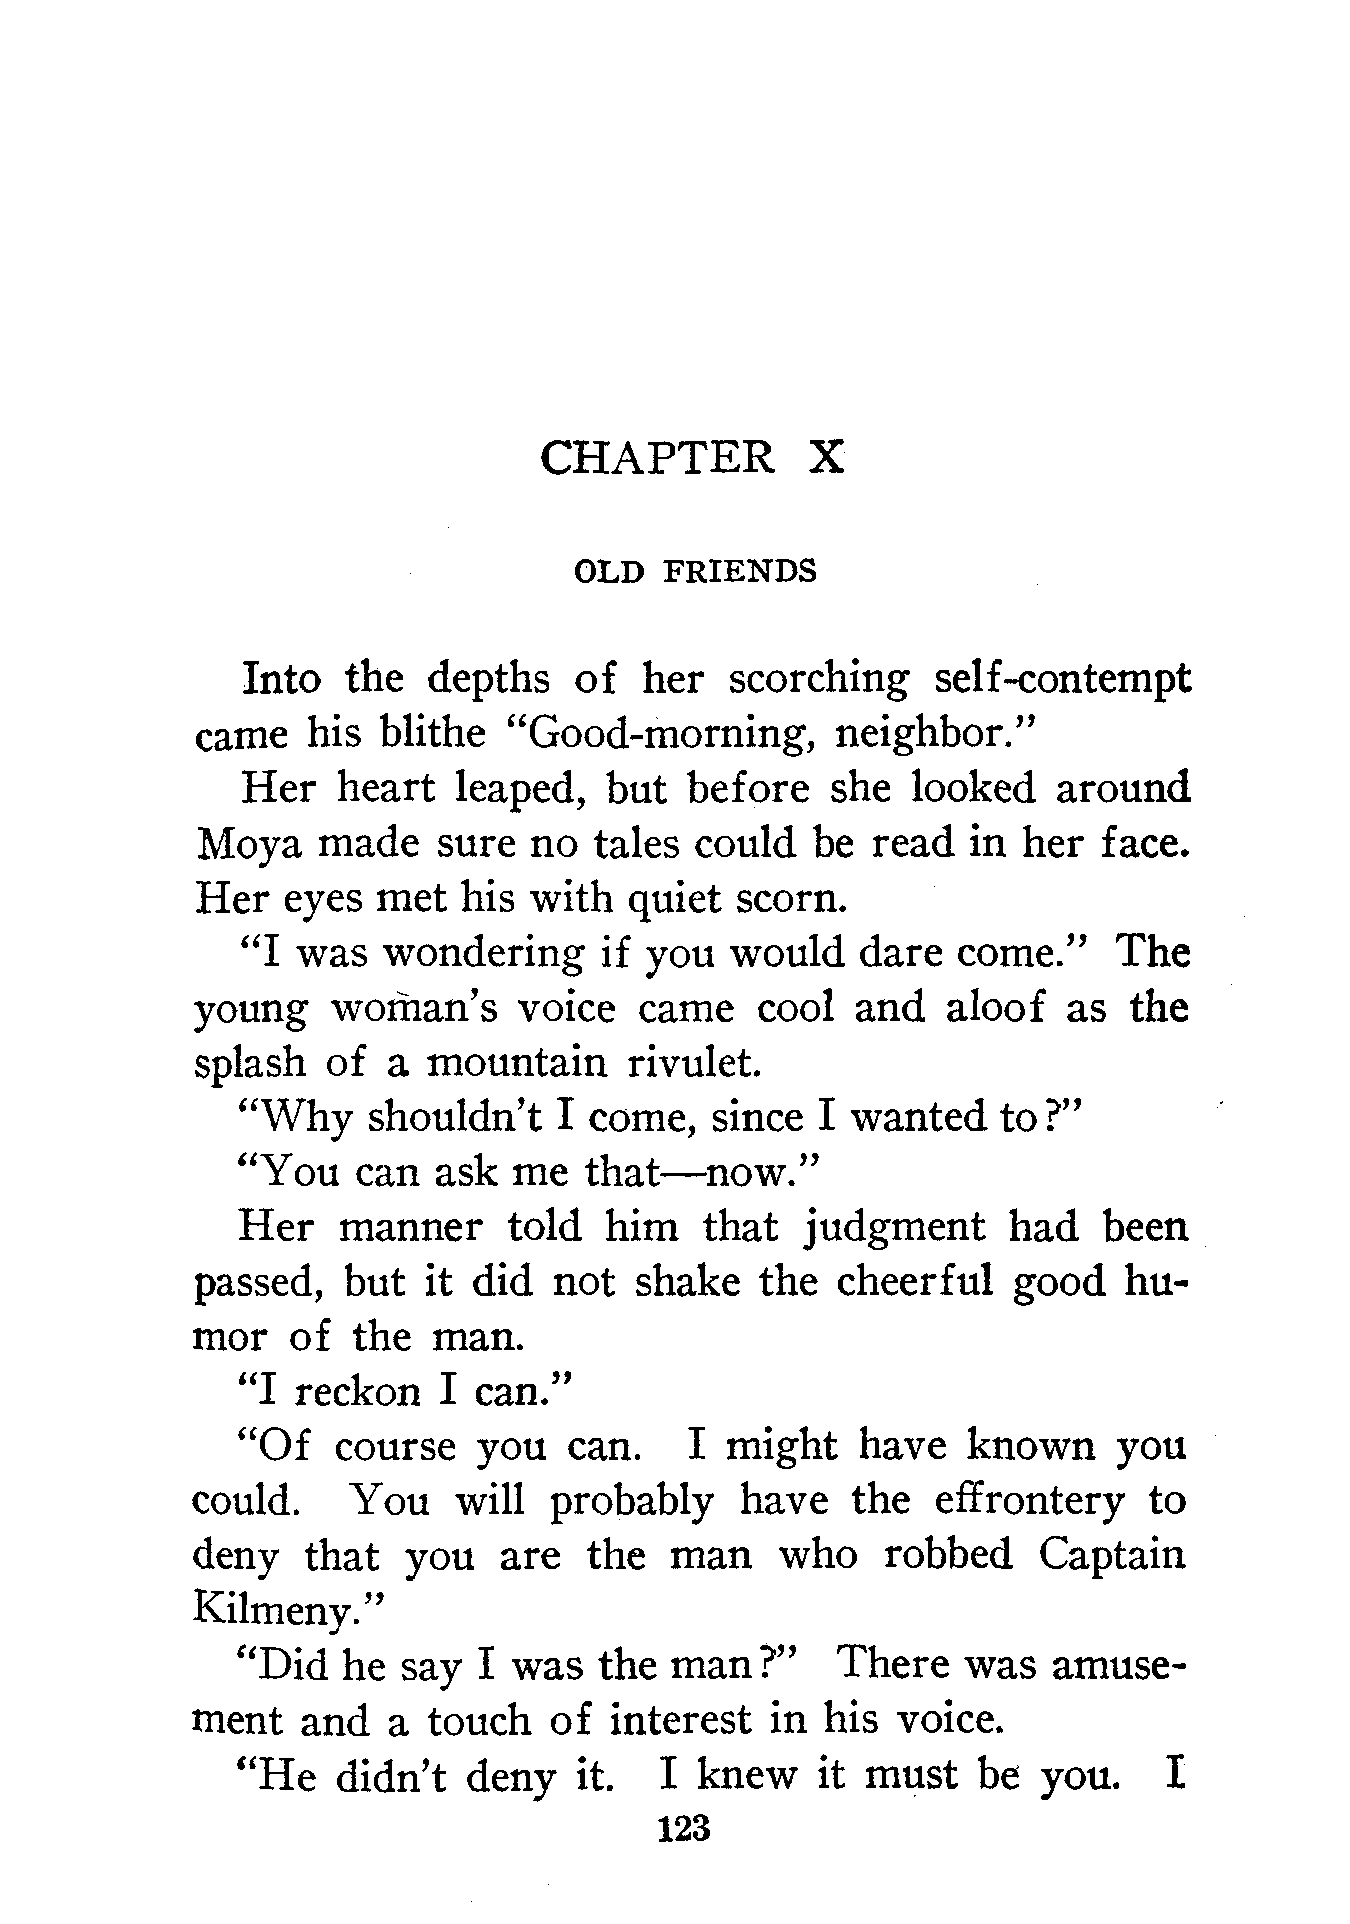 CHAPTER X
OLD FRIENDS
Into the depths of her scorching self-contempt
came his blithe “Good-morning, neighbor.”
Her heart leaped, but before she looked around
Moya made sure no tales could be read in her face.
Her eyes met his with quiet scorn.
“I was wondering if you would dare come.” The
young woman's voice came cool and aloof as the
splash of a mountain rivulet.
“Why shouldn't I come, since I wanted to?”
“You can ask me that—now.”
Her manner told him that judgment had been
passed, but it did not shake the cheerful good hu-
mor of the man.
“I reckon I can.”
“Of course you can. I might have known you
could. You will probably have the effrontery to
deny that you are the man who robbed Captain
Kilmeny.”
“Did he say I was the man?” There was amuse-
ment and a touch of interest in his voice.
“He didn't deny it. I knew it must be you. I
123